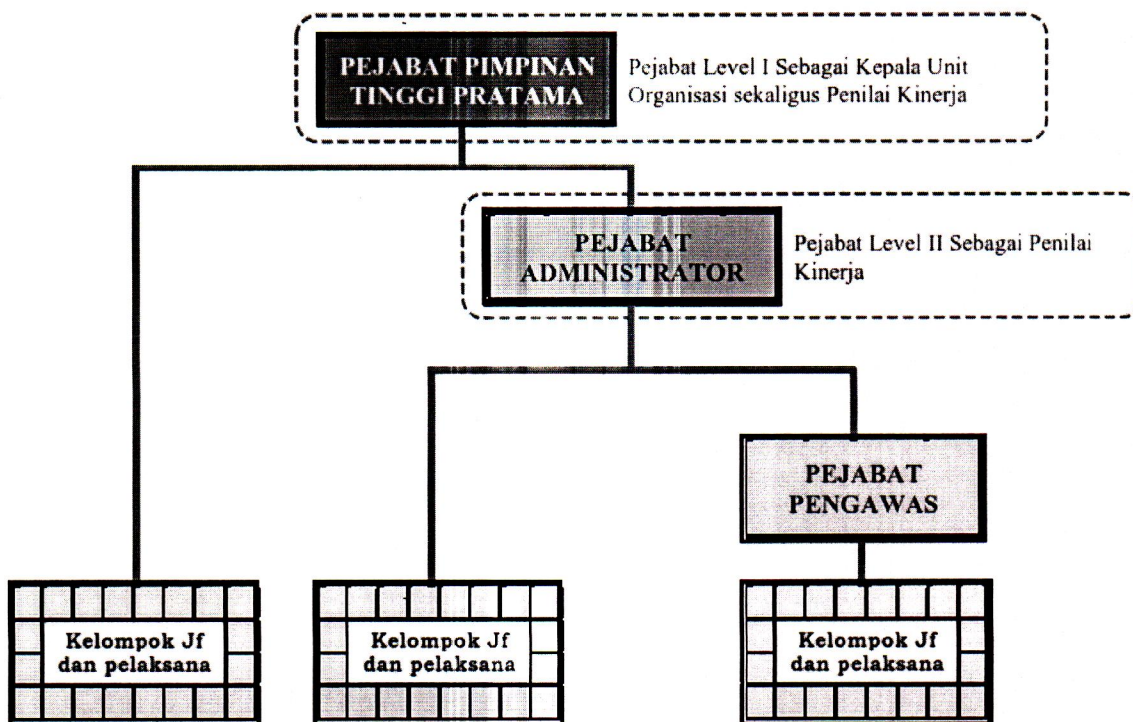 PEJABAT PIMPINAN
TINGGI PRATAMA
Pejabat Level I Sebagai Kepala Unit
Organisasi sekaligus Penilai Kinerja
PEJABAT
ADMINISTRATOR
Pejabat Level II Sebagai Penilai
Kinerja
PEJABAT
PENGAWAS
Kelompok Jf
dan pelaksana
Kelompok Jf
dan pelaksana
Kelompok Jf
dan pelaksana